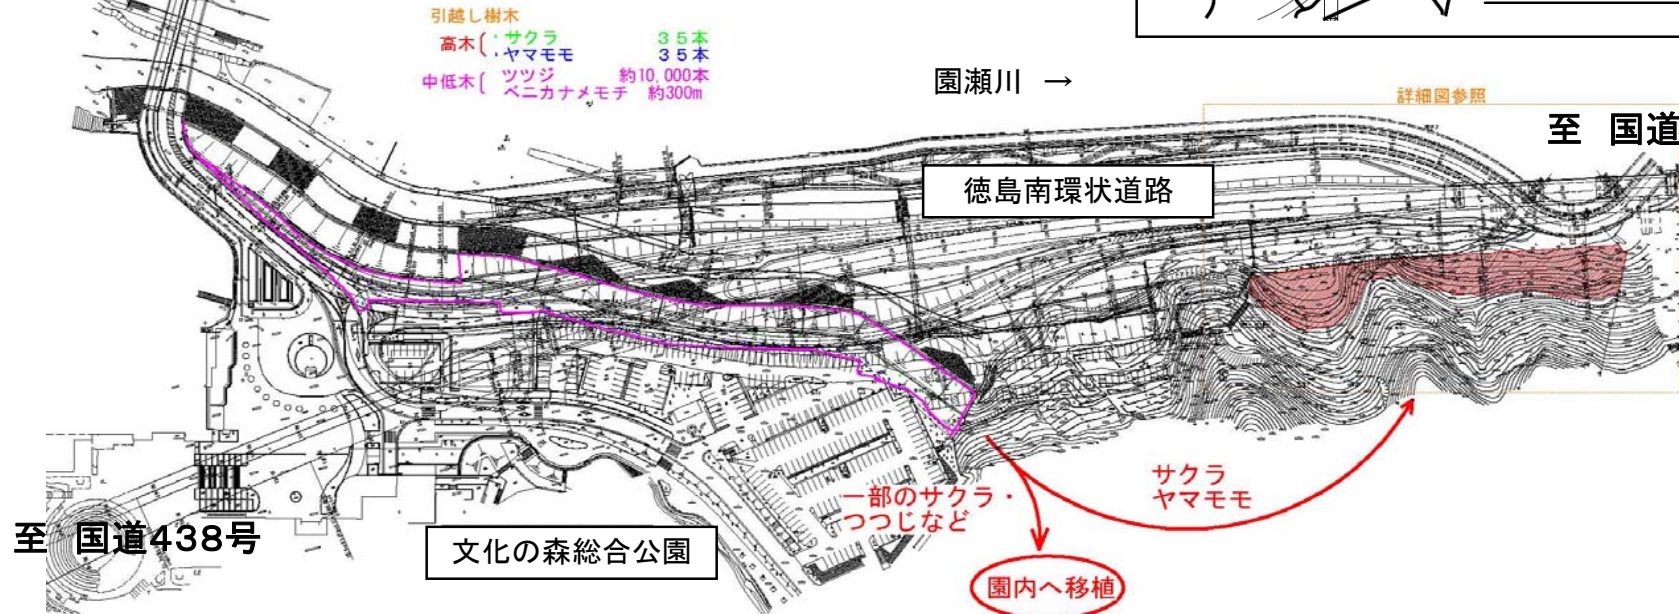 引越し樹木
高木{・サクラ 35本
・ヤマモモ 35本
中低木[ツツジ 約10,000本
ベニカナメモチ 約300m
園瀬川 →
詳細図参照
至 国道
徳島南環状道路
サクラ
ヤマモモ
一部のサクラ・
つつじなど
至 国道438号
文化の森総合公園
園内へ移植